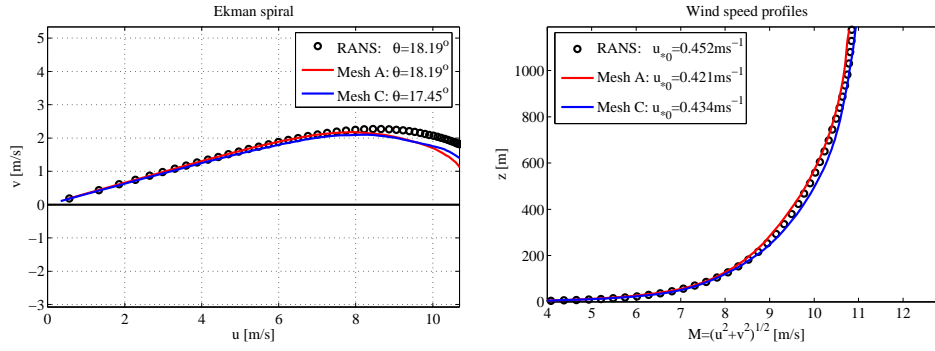 Ekman spiral
5
4
3
2
1
0
−1
−2
−3
v [m/s]
RANS: θ=18.19°
Mesh A: θ=18.19°
Mesh C: θ=17.45°
0 2 4 6 8 10
u [m/s]
Wind speed profiles
1000
800
600
400
200
0
z [m]
RANS: u*0=0.452ms−1
Mesh A: u*0=0.421ms−1
Mesh C: u*0=0.434ms−1
4 5 6 7 8 9 10 11 12
M=(u2+v2)1/2 [m/s]